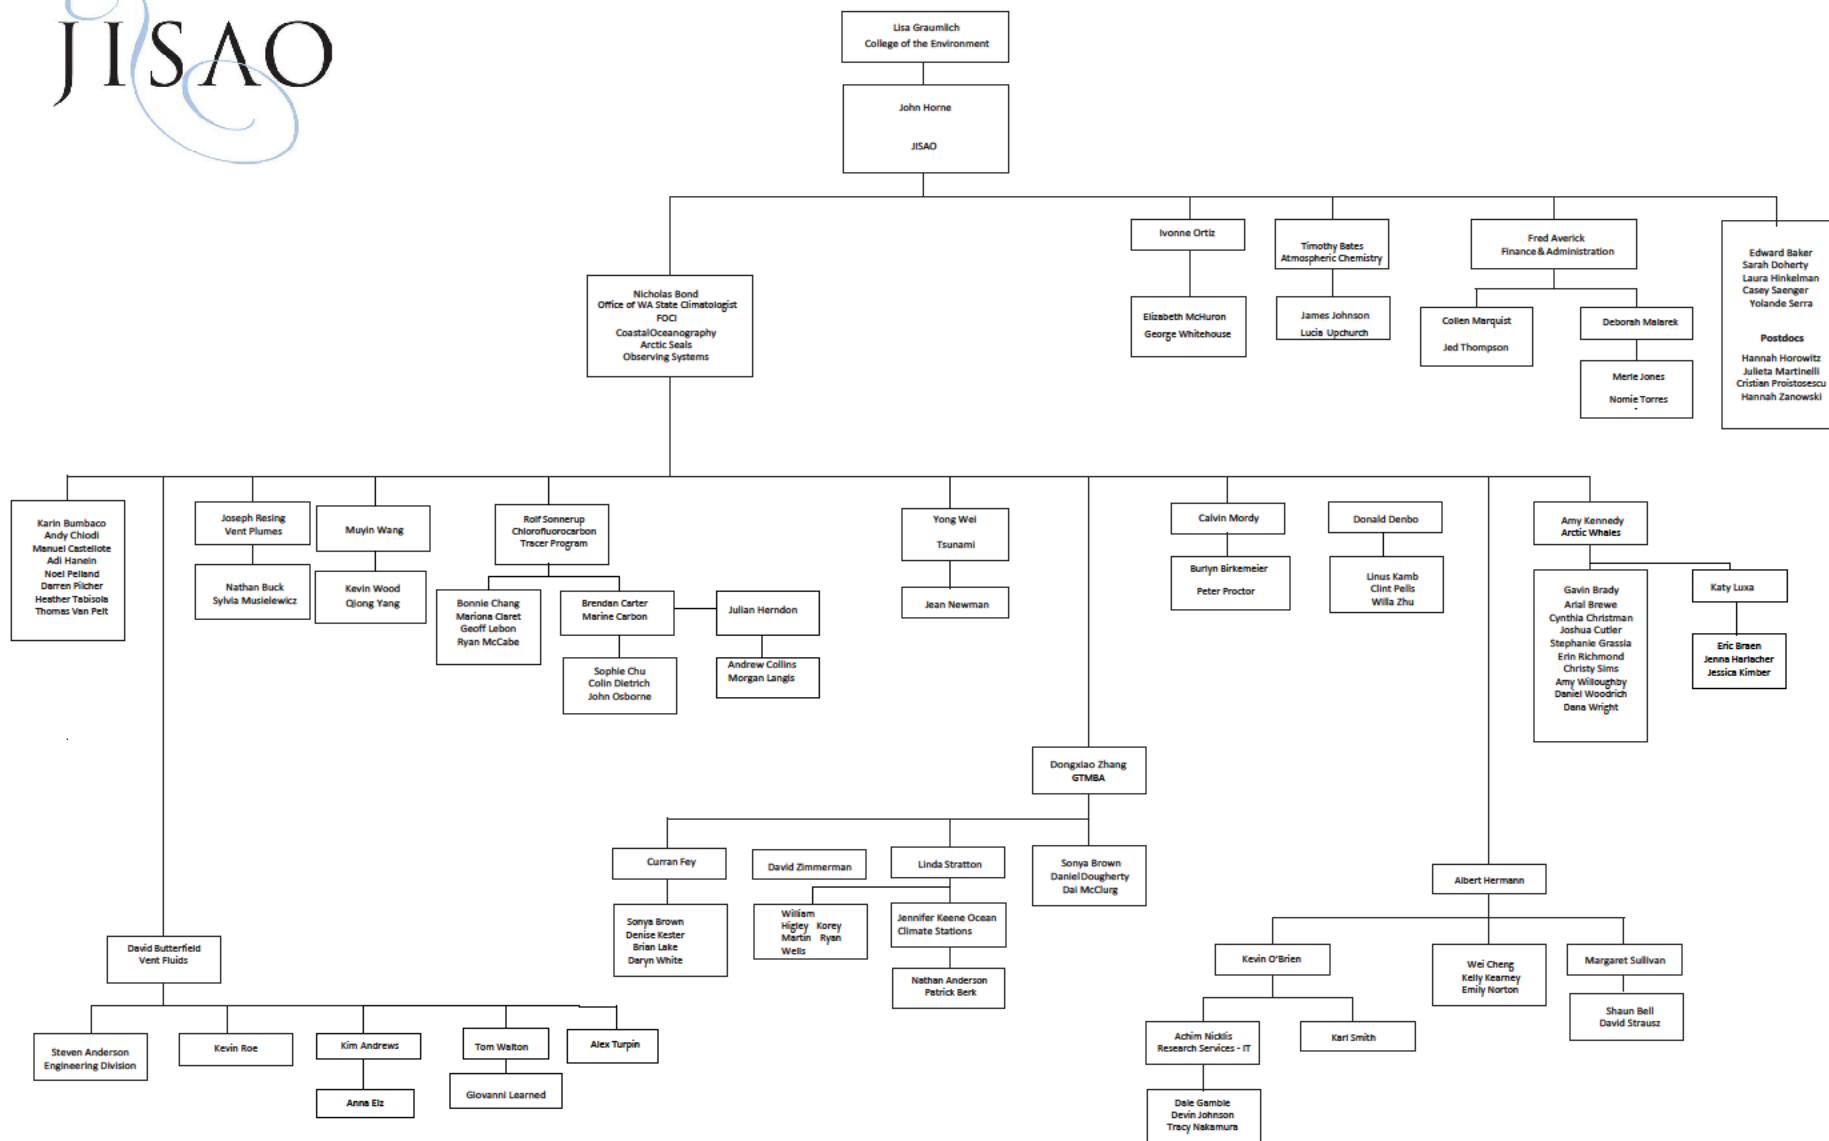 JISAO
Lisa Graumlich
College of the Environment
John Horne
JISAO
Ivonne Ortiz
Elizabeth McHuron
George Whitehouse
Timothy Bates
Atmospheric Chemistry
James Johnson
Lucia Upchurch
Fred Averick
Finance & Administration
Collen Marquist
Jed Thompson
Deborah Malarek
Merle Jones
Nomie Torres
Edward Baker
Sarah Doherty
Laura Hinkelman
Casey Saenger
Yolande Serra
Postdocs
Hannah Horowitz
Julieta Martinelli
Cristian Proistosescu
Hannah Zanowski
Nicholas Bond
Office of WA State Climatologist
FOCI
CoastalOceanography
Arctic Seals
Observing Systems
Karin Bumbaco
Andy Chiodi
Manuel Castellote
Adi Hanein
Noel Pelland
Darren Pilcher
Heather Tabisola
Thomas Van Pelt
Joseph Resing
Vent Plumes
Nathan Buck
Sylvia Musielewicz
Muyin Wang
Kevin Wood
Qiong Yang
Rolf Sonnerup
Chlorofluorocarbon
Tracer Program
Bonnie Chang
Mariona Claret
Geoff Lebon
Ryan McCabe
Brendan Carter
Marine Carbon
Sophie Chu
Colin Dietrich
John Osborne
Julian Herndon
Andrew Collins
Morgan Langis
Yong Wei
Tsunami
Jean Newman
Calvin Mordy
Burlyn Birkemeier
Peter Proctor
Donald Denbo
Linus Kamb
Clint Pells
Willa Zhu
Amy Kennedy
Arctic Whales
Gavin Brady
Arial Brewe
Cynthia Christman
Joshua Cutler
Stephanie Grassia
Erin Richmond
Christy Sims
Amy Willoughby
Daniel Woodrich
Dana Wright
Katy Luxa
Eric Braen
Jenna Harlacher
Jessica Kimber
Dongxiao Zhang
GTMBA
Curran Fey
Sonya Brown
Denise Kester
Brian Lake
Daryn White
David Zimmerman
William
Higley Korey
Martin Ryan
Wells
Linda Stratton
Jennifer Keene Ocean
Climate Stations
Nathan Anderson
Patrick Berk
Sonya Brown
Daniel Dougherty
Dai McClurg
Albert Hermann
Kevin O'Brien
Achim Nicklis
Research Services - IT
Dale Gamble
Devin Johnson
Tracy Nakamura
Karl Smith
Wei Cheng
Kelly Kearney
Emily Norton
Margaret Sullivan
Shaun Bell
David Strausz
David Butterfield
Vent Fluids
Steven Anderson
Engineering Division
Kevin Roe
Kim Andrews
Anna Elz
Tom Walton
Giovanni Learned
Alex Turpin